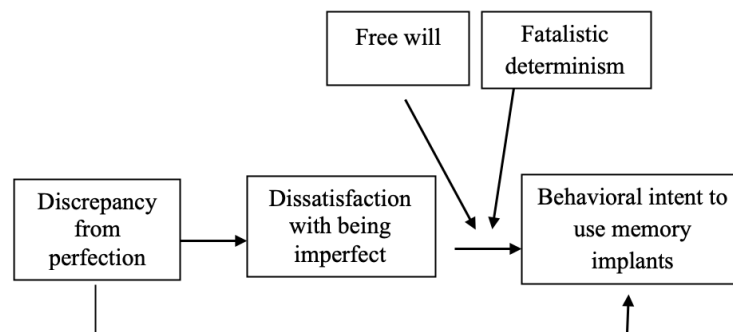 Free will
Fatalistic
determinism
Discrepancy
from
perfection
Dissatisfaction
with being
imperfect
Behavioral intent to
use memory
implants